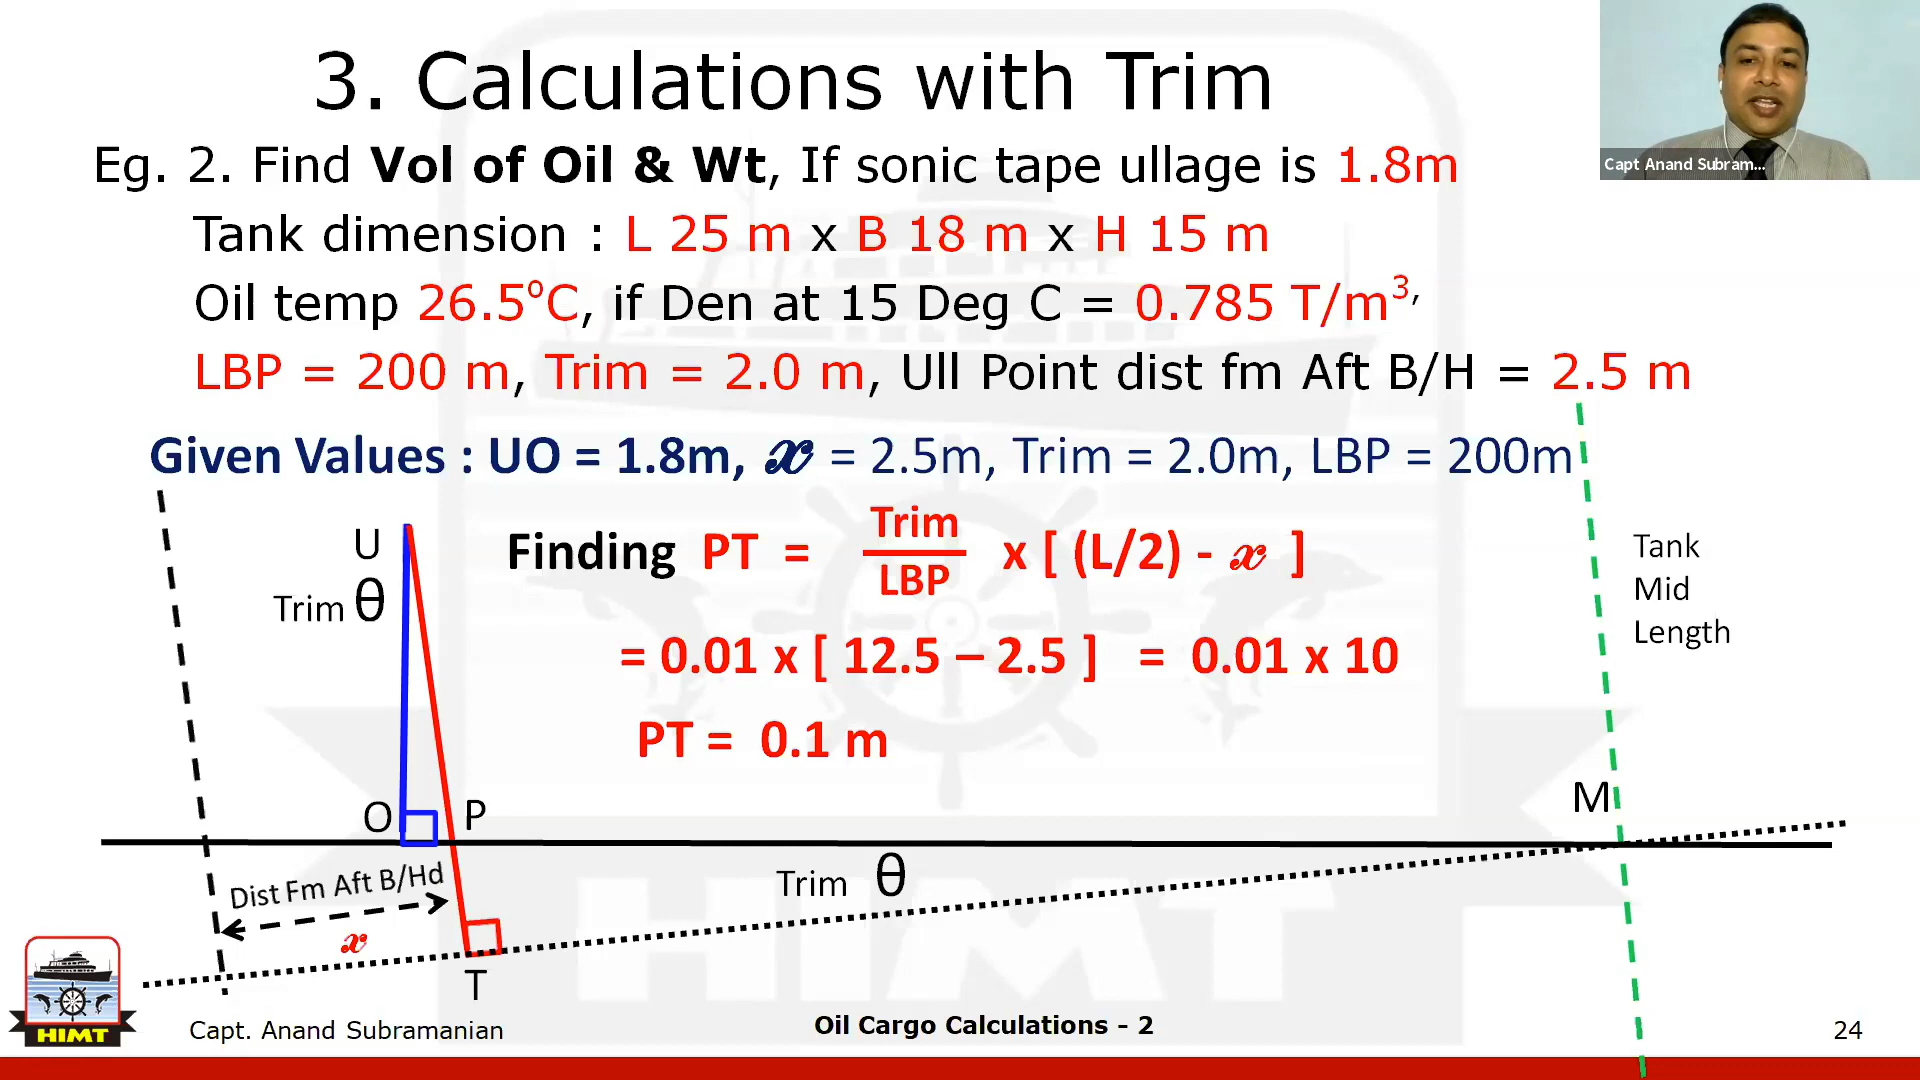 3. Calculations with Trim
Capt Anand Subram...
Eg. 2. Find Vol of Oil & Wt, If sonic tape ullage is 1.8m
Tank dimension : L 25 m x B 18 m x H 15 m
Oil temp 26.5⁰C, if Den at 15 Deg C = 0.785 T/m³,
LBP = 200 m, Trim = 2.0 m, Ull Point dist fm Aft B/H = 2.5 m
Given Values : UO = 1.8m, 𝓍 = 2.5m, Trim = 2.0m, LBP = 200m
Finding PT = Trim/LBP x [ (L/2) - 𝓍 ]
= 0.01 x [ 12.5 – 2.5 ] = 0.01 x 10
PT = 0.1 m
U
Trim θ
Tank
Mid
Length
O
P
M
Dist Fm Aft B/Hd
𝓍
Trim θ
T
HIMT
HIMT
Capt. Anand Subramanian
Oil Cargo Calculations - 2
24